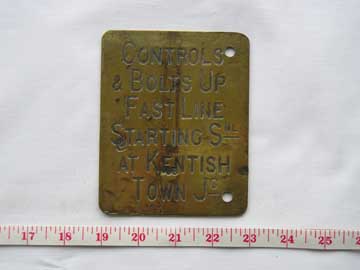 CONTROLS
& BOLTS UP
FAST LINE
STARTING SNL
AT KENTISH
TOWN JC
17 18 19 20 21 22 23 24 25